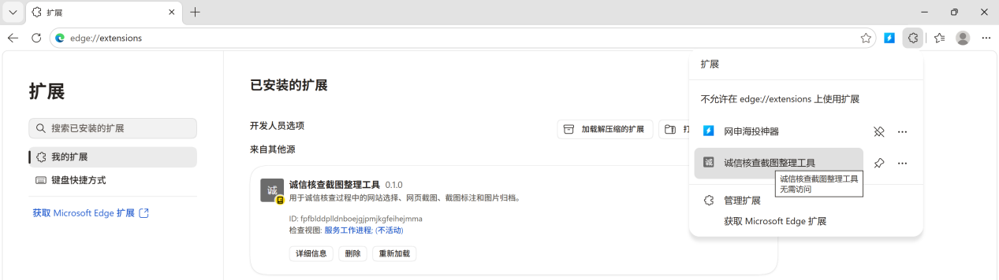 扩展
edge://extensions
扩展
搜索已安装的扩展
我的扩展
键盘快捷方式
获取 Microsoft Edge 扩展
已安装的扩展
开发人员选项
加载解压缩的扩展
打
来自其他源
诚
诚信核查截图整理工具 0.1.0
用于诚信核查过程中的网站选择、网页截图、截图标注和图片归档。
ID: fpfblddplldnboejgjpmjkgfeihejmma
检查视图: 服务工作进程; (不活动)
详细信息
删除
重新加载
扩展
不允许在 edge://extensions 上使用扩展
网申海投神器
诚
诚信核查截图整理工具
诚信核查截图整理工具
无需访问
管理扩展
获取 Microsoft Edge 扩展